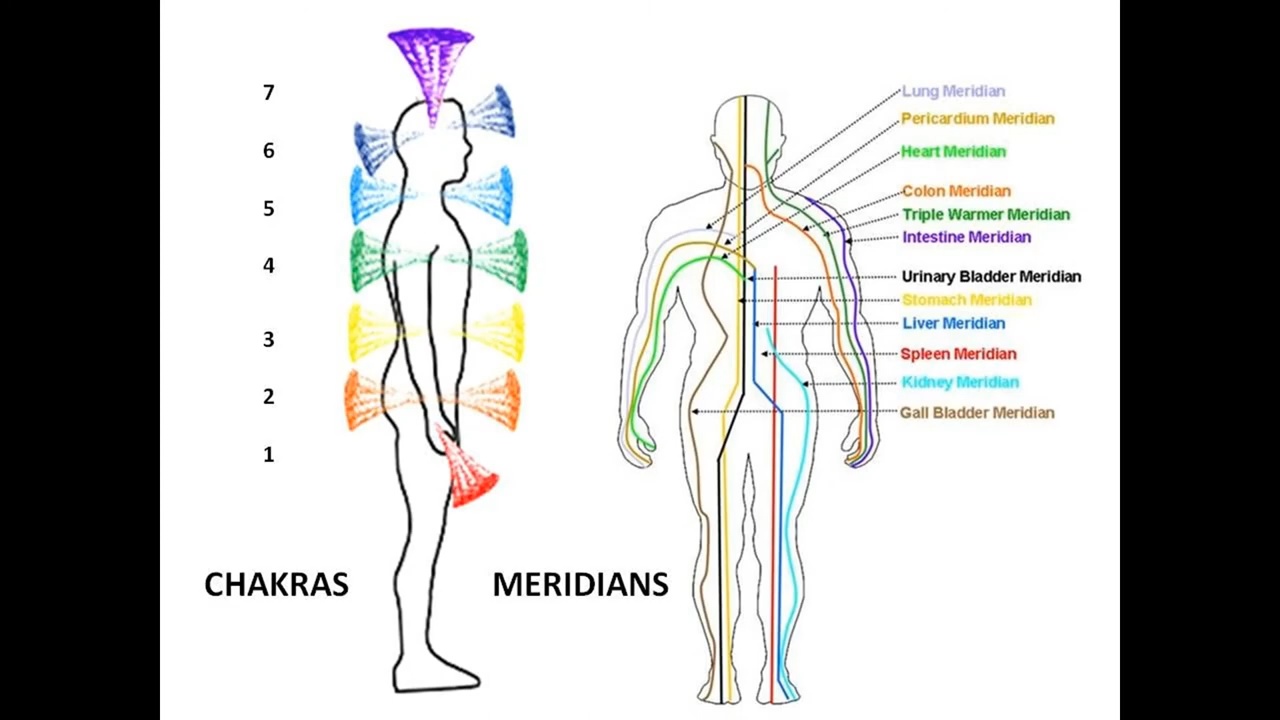 7
6
5
4
3
2
1
CHAKRAS
MERIDIANS
Lung Meridian
Pericardium Meridian
Heart Meridian
Colon Meridian
Triple Warmer Meridian
Intestine Meridian
Urinary Bladder Meridian
Stomach Meridian
Liver Meridian
Spleen Meridian
Kidney Meridian
Gall Bladder Meridian